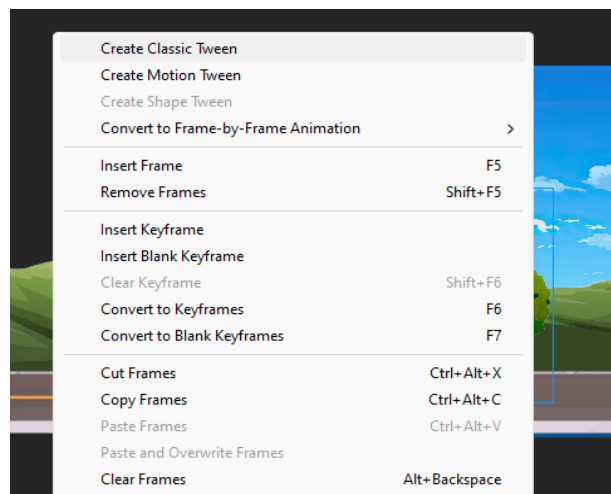 Create Classic Tween
Create Motion Tween
Create Shape Tween
Convert to Frame-by-Frame Animation
Insert Frame F5
Remove Frames Shift+F5
Insert Keyframe
Insert Blank Keyframe
Clear Keyframe Shift+F6
Convert to Keyframes F6
Convert to Blank Keyframes F7
Cut Frames Ctrl+Alt+X
Copy Frames Ctrl+Alt+C
Paste Frames Ctrl+Alt+V
Paste and Overwrite Frames
Clear Frames Alt+Backspace